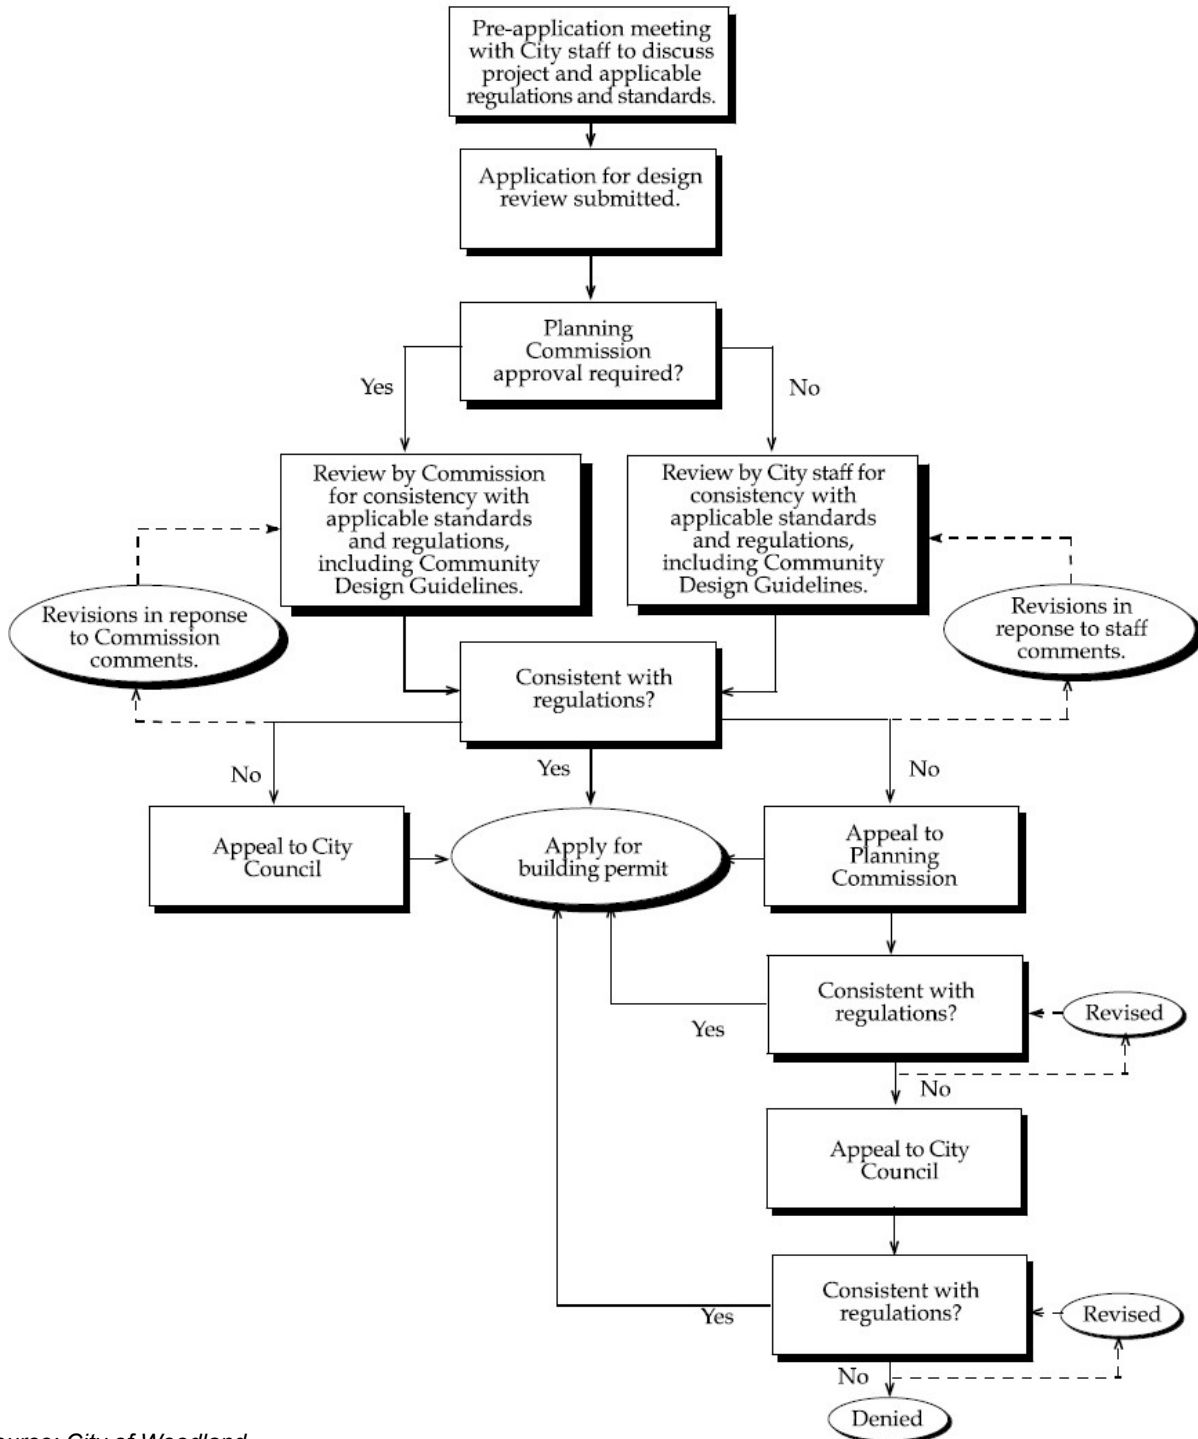 Pre-application meeting
with City staff to discuss
project and applicable
regulations and standards.
Application for design
review submitted.
Planning
Commission
approval required?
Yes
No
Review by Commission
for consistency with
applicable standards
and regulations,
including Community
Design Guidelines.
Review by City staff for
consistency with
applicable standards
and regulations,
including Community
Design Guidelines.
Revisions in reponse
to Commission
comments.
Revisions in
reponse to staff
comments.
Consistent with
regulations?
No
Yes
No
Appeal to City
Council
Apply for
building permit
Appeal to
Planning
Commission
Consistent with
regulations?
Revised
Yes
No
Appeal to City
Council
Consistent with
regulations?
Revised
Yes
No
Denied